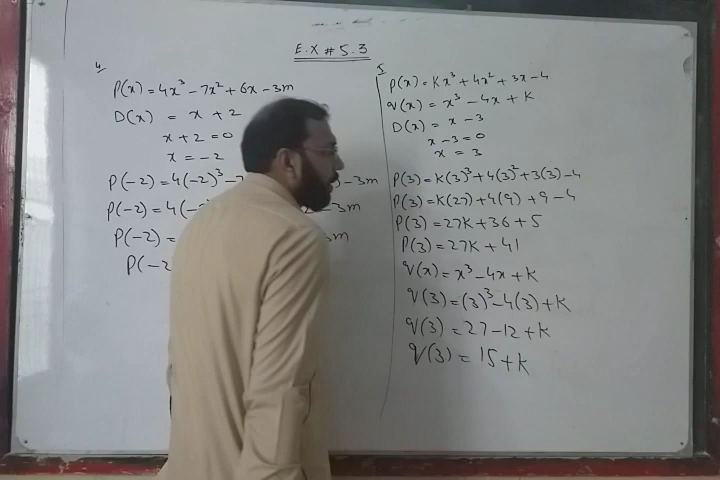 E.X # 5.3
4
P(x) = 4x³ - 7x² + 6x - 3m
D(x) = x + 2
x + 2 = 0
x = -2
P(-2) = 4(-2)³ - 7 ) - 3m
P(-2) = 4(- - 3m
P(-2) = 3m
P(-2
5
P(x) = Kx³ + 4x² + 3x - 4
q(x) = x³ - 4x + K
D(x) = x - 3
x - 3 = 0
x = 3
P(3) = K(3)³ + 4(3)² + 3(3) - 4
P(3) = K(27) + 4(9) + 9 - 4
P(3) = 27K + 36 + 5
P(3) = 27K + 41
q(x) = x³ - 4x + K
q(3) = (3)³ - 4(3) + K
q(3) = 27 - 12 + K
q(3) = 15 + K